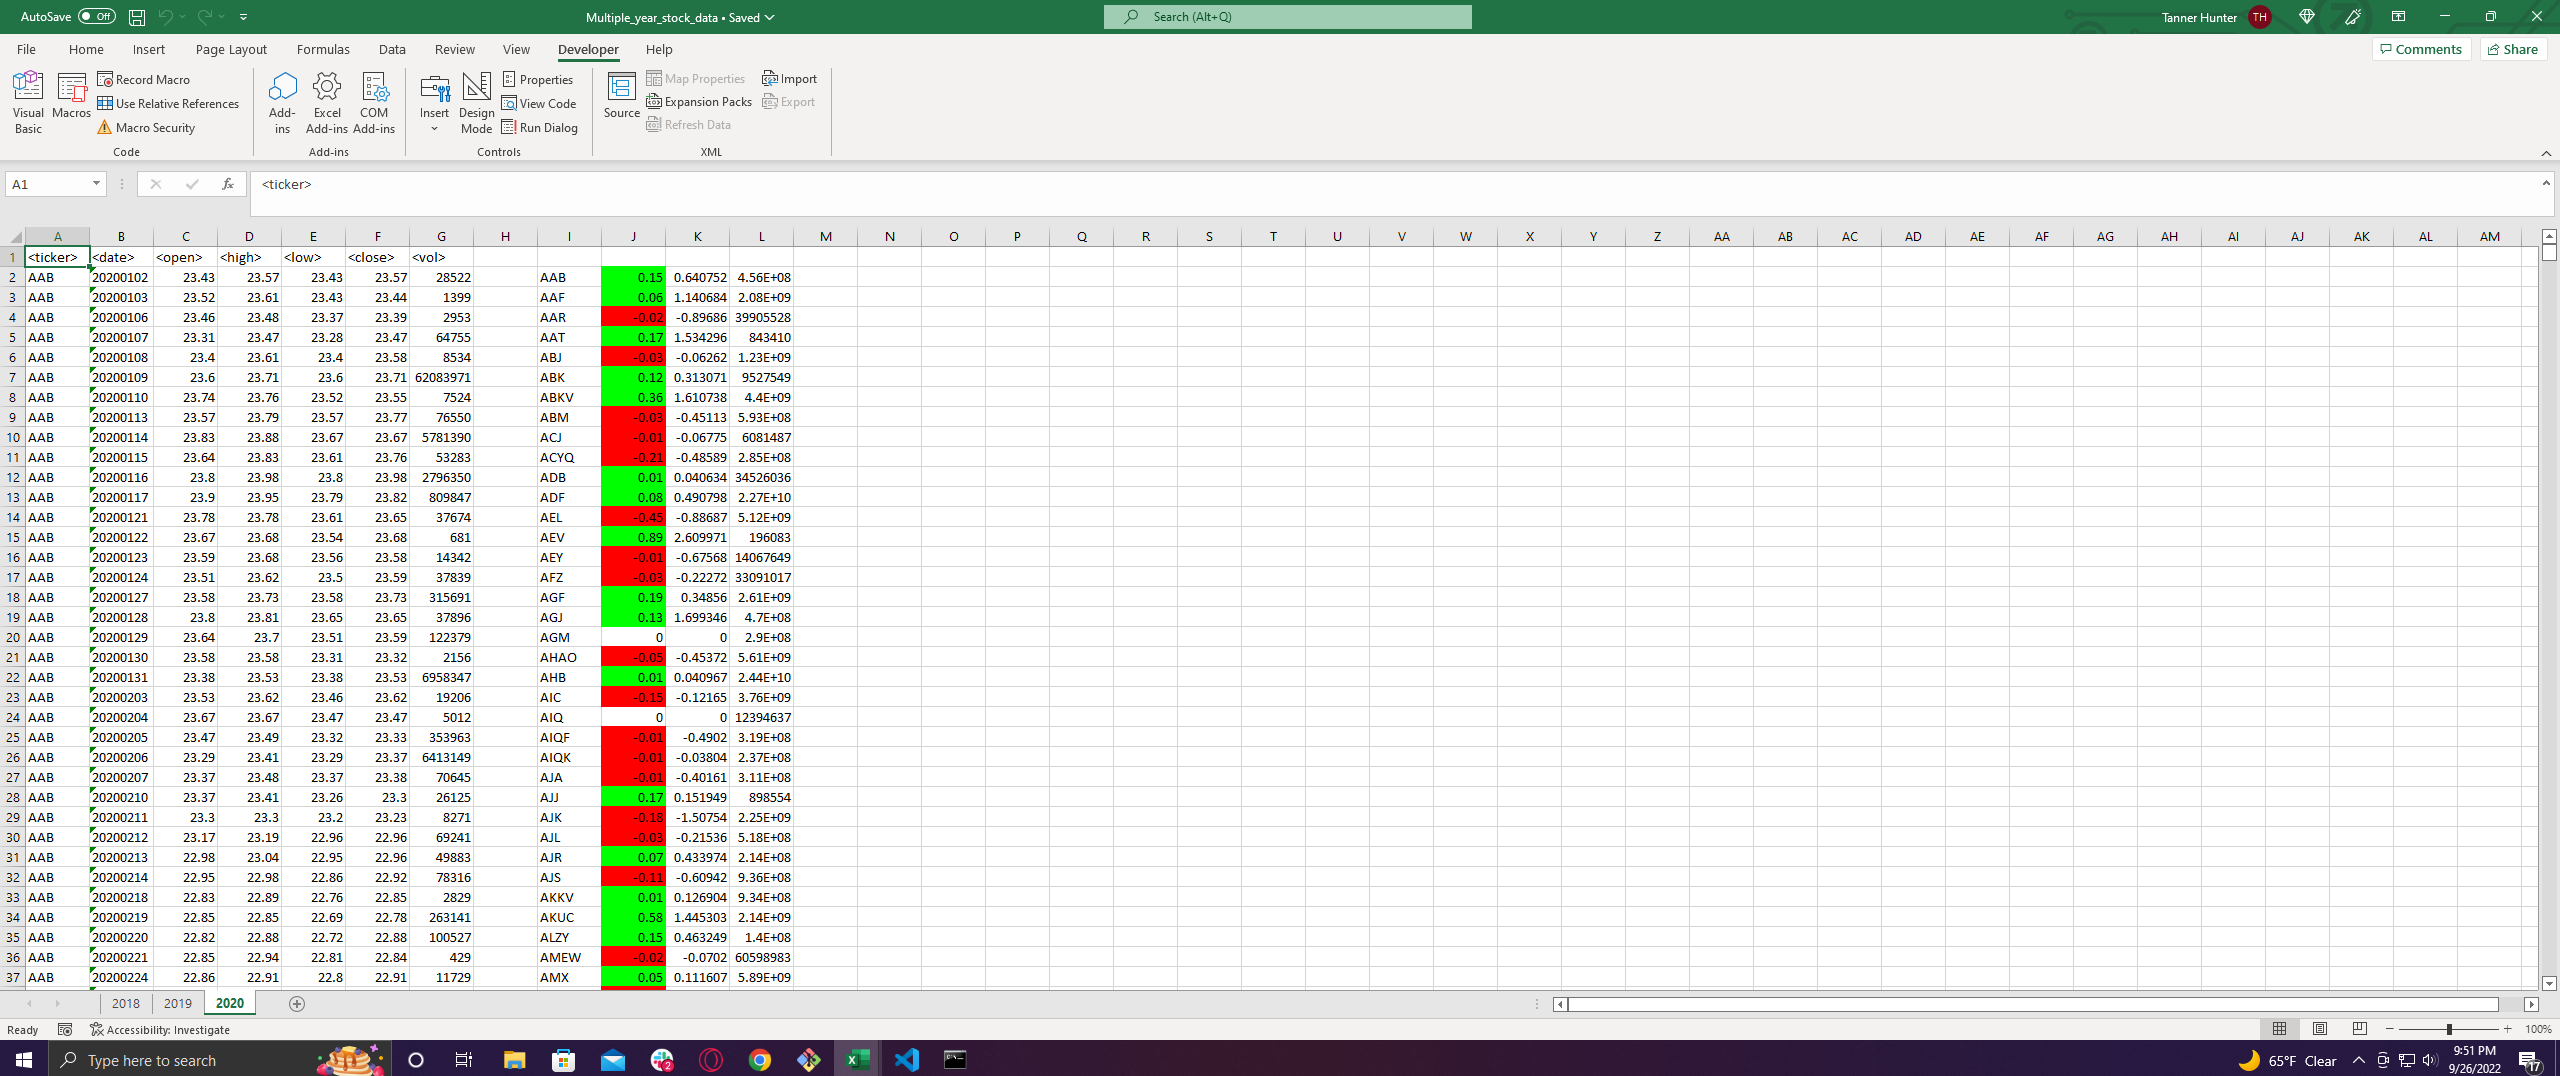 AutoSave Off Multiple_year_stock_data • Saved Search (Alt+Q) Tanner Hunter TH
File Home Insert Page Layout Formulas Data Review View Developer Help Comments Share
Visual Basic Macros Record Macro Use Relative References Macro Security
Add-ins Excel Add-ins COM Add-ins
Insert Design Mode Properties View Code Run Dialog
Source Map Properties Expansion Packs Refresh Data Import Export
Code Add-ins Controls XML
A1 fx <ticker>
A B C D E F G H I J K L M N O P Q R S T U V W X Y Z AA AB AC AD AE AF AG AH AI AJ AK AL AM
1 <ticker> <date> <open> <high> <low> <close> <vol>
2 AAB 20200102 23.43 23.57 23.43 23.57 28522 AAB 0.15 0.640752 4.56E+08
3 AAB 20200103 23.52 23.61 23.43 23.44 1399 AAF 0.06 1.140684 2.08E+09
4 AAB 20200106 23.46 23.48 23.37 23.39 2953 AAR -0.02 -0.89686 39905528
5 AAB 20200107 23.31 23.47 23.28 23.47 64755 AAT 0.17 1.534296 843410
6 AAB 20200108 23.4 23.61 23.4 23.58 8534 ABJ -0.03 -0.06262 1.23E+09
7 AAB 20200109 23.6 23.71 23.6 23.71 62083971 ABK 0.12 0.313071 9527549
8 AAB 20200110 23.74 23.76 23.52 23.55 7524 ABKV 0.36 1.610738 4.4E+09
9 AAB 20200113 23.57 23.79 23.57 23.77 76550 ABM -0.03 -0.45113 5.93E+08
10 AAB 20200114 23.83 23.88 23.67 23.67 5781390 ACJ -0.01 -0.06775 6081487
11 AAB 20200115 23.64 23.83 23.61 23.76 53283 ACYQ -0.21 -0.48589 2.85E+08
12 AAB 20200116 23.8 23.98 23.8 23.98 2796350 ADB 0.01 0.040634 34526036
13 AAB 20200117 23.9 23.95 23.79 23.82 809847 ADF 0.08 0.490798 2.27E+10
14 AAB 20200121 23.78 23.78 23.61 23.65 37674 AEL -0.45 -0.88687 5.12E+09
15 AAB 20200122 23.67 23.68 23.54 23.68 681 AEV 0.89 2.609971 196083
16 AAB 20200123 23.59 23.68 23.56 23.58 14342 AEY -0.01 -0.67568 14067649
17 AAB 20200124 23.51 23.62 23.5 23.59 37839 AFZ -0.03 -0.22272 33091017
18 AAB 20200127 23.58 23.73 23.58 23.73 315691 AGF 0.19 0.34856 2.61E+09
19 AAB 20200128 23.8 23.81 23.65 23.65 37896 AGJ 0.13 1.699346 4.7E+08
20 AAB 20200129 23.64 23.7 23.51 23.59 122379 AGM 0 0 2.9E+08
21 AAB 20200130 23.58 23.58 23.31 23.32 2156 AHAO -0.05 -0.45372 5.61E+09
22 AAB 20200131 23.38 23.53 23.38 23.53 6958347 AHB 0.01 0.040967 2.44E+10
23 AAB 20200203 23.53 23.62 23.46 23.62 19206 AIC -0.15 -0.12165 3.76E+09
24 AAB 20200204 23.67 23.67 23.47 23.47 5012 AIQ 0 0 12394637
25 AAB 20200205 23.47 23.49 23.32 23.33 353963 AIQF -0.01 -0.4902 3.19E+08
26 AAB 20200206 23.29 23.41 23.29 23.37 6413149 AIQK -0.01 -0.03804 2.37E+08
27 AAB 20200207 23.37 23.48 23.37 23.38 70645 AJA -0.01 -0.40161 3.11E+08
28 AAB 20200210 23.37 23.41 23.26 23.3 26125 AJJ 0.17 0.151949 898554
29 AAB 20200211 23.3 23.3 23.2 23.23 8271 AJK -0.18 -1.50754 2.25E+09
30 AAB 20200212 23.17 23.19 22.96 22.96 69241 AJL -0.03 -0.21536 5.18E+08
31 AAB 20200213 22.98 23.04 22.95 22.96 49883 AJR 0.07 0.433974 2.14E+08
32 AAB 20200214 22.95 22.98 22.86 22.92 78316 AJS -0.11 -0.60942 9.36E+08
33 AAB 20200218 22.83 22.89 22.76 22.85 2829 AKKV 0.01 0.126904 9.34E+08
34 AAB 20200219 22.85 22.85 22.69 22.78 263141 AKUC 0.58 1.445303 2.14E+09
35 AAB 20200220 22.82 22.88 22.72 22.88 100527 ALZY 0.15 0.463249 1.4E+08
36 AAB 20200221 22.85 22.94 22.81 22.84 429 AMEW -0.02 -0.0702 60598983
37 AAB 20200224 22.86 22.91 22.8 22.91 11729 AMX 0.05 0.111607 5.89E+09
2018 2019 2020
Ready Accessibility: Investigate 100%
Type here to search 2 65°F Clear 9:51 PM 17
9/26/2022